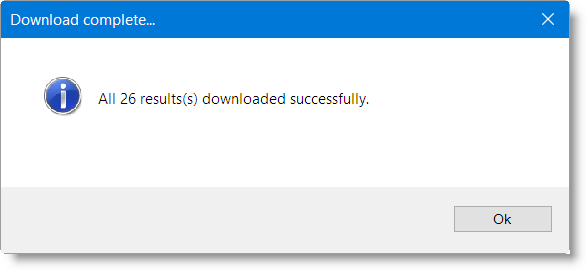 Download complete...
All 26 results(s) downloaded successfully.
Ok